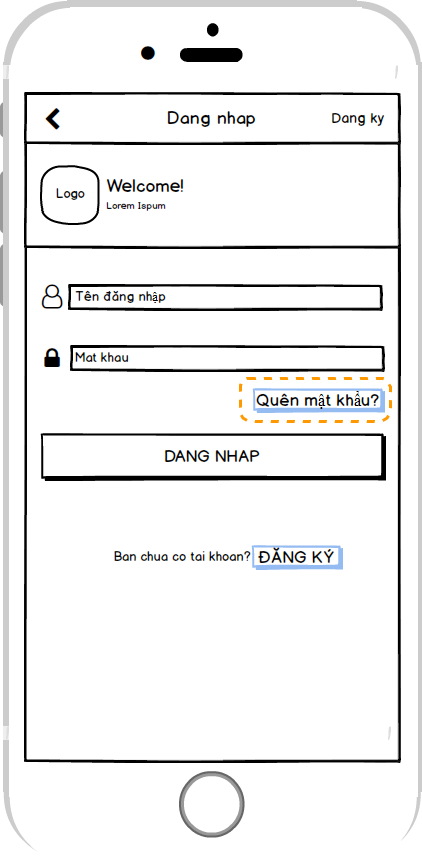 Dang nhap
Dang ky
Logo
Welcome!
Lorem Ispum
Tên đăng nhập
Mat khau
Quên mật khẩu?
DANG NHAP
Ban chua co tai khoan? ĐĂNG KÝ